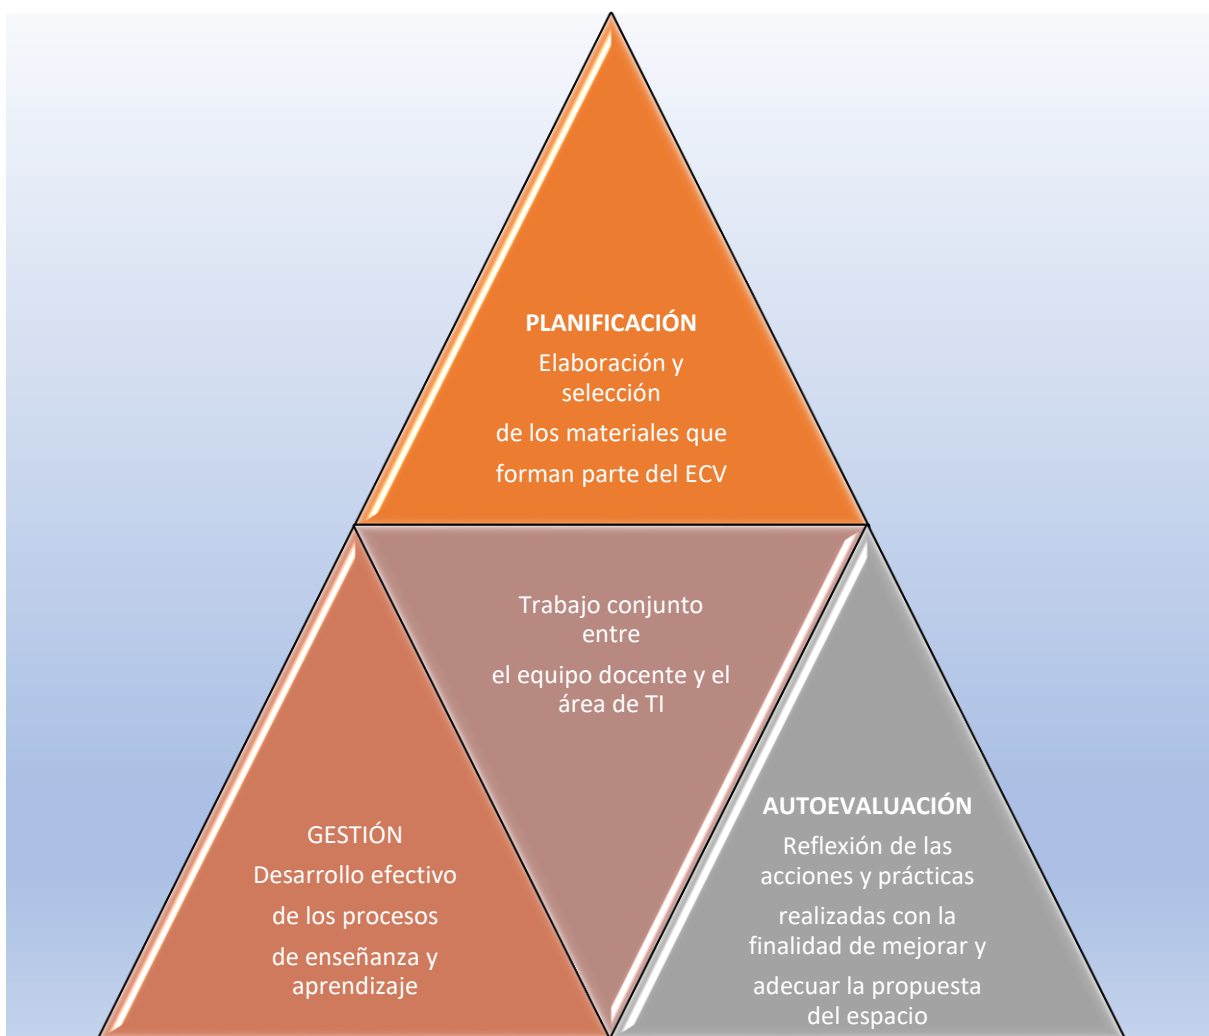 PLANIFICACIÓN
Elaboración y
selección
de los materiales que
forman parte del ECV
Trabajo conjunto
entre
el equipo docente y el
área de TI
GESTIÓN
Desarrollo efectivo
de los procesos
de enseñanza y
aprendizaje
AUTOEVALUACIÓN
Reflexión de las
acciones y prácticas
realizadas con la
finalidad de mejorar y
adecuar la propuesta
del espacio